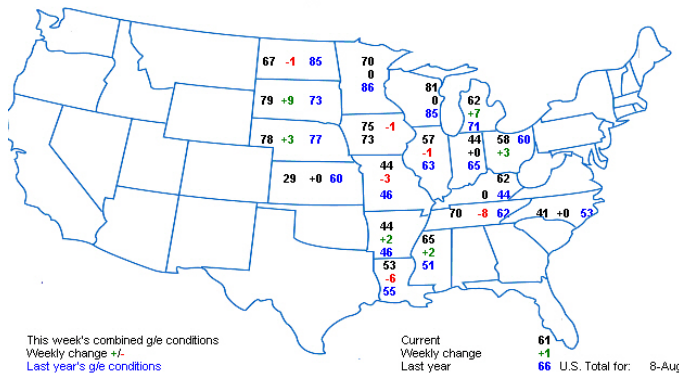 67 -1 85
70
0
86
79 +9 73
81
0
85
62
+7
71
78 +3 77
75 -1
73
57
-1
63
44
+0
65
58 60
+3
29 +0 60
44
-3
46
62
0 44
70 -8 62
41 +0 53
44
+2
46
65
+2
51
53
-6
55
This week's combined g/e conditions
Weekly change +/-
Last year's g/e conditions
Current 61
Weekly change +1
Last year 66 U.S. Total for: 8-Aug